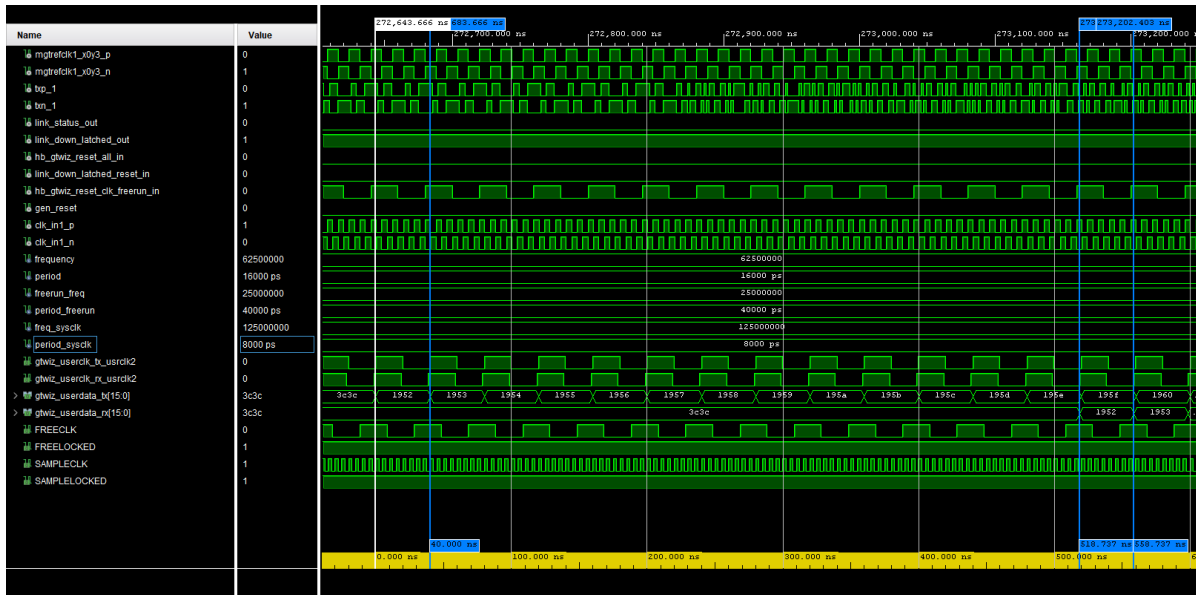 272,643.666 ns 683.666 ns 273 273,202.403 ns
Name Value
272,700.000 ns 272,800.000 ns 272,900.000 ns 273,000.000 ns 273,100.000 ns 273,200.000
mgtrefclk1_x0y3_p 0
mgtrefclk1_x0y3_n 1
txp_1 0
txn_1 1
link_status_out 0
link_down_latched_out 1
hb_gtwiz_reset_all_in 0
link_down_latched_reset_in 0
hb_gtwiz_reset_clk_freerun_in 0
gen_reset 0
clk_in1_p 1
clk_in1_n 0
frequency 62500000 62500000
period 16000 ps 16000 ps
freerun_freq 25000000 25000000
period_freerun 40000 ps 40000 ps
freq_sysclk 125000000 125000000
period_sysclk 8000 ps 8000 ps
gtwiz_userclk_tx_usrclk2 0
gtwiz_userclk_rx_usrclk2 0
> gtwiz_userdata_tx[15:0] 3c3c 3c3c 1952 1953 1954 1955 1956 1957 1958 1959 195a 195b 195c 195d 195e 195f 1960
> gtwiz_userdata_rx[15:0] 3c3c 3c3c 1952 1953
FREECLK 0
FREELOCKED 1
SAMPLECLK 1
SAMPLELOCKED 1
40.000 ns 518.737 ns 558.737 ns
0.000 ns 100.000 ns 200.000 ns 300.000 ns 400.000 ns 500.000 ns 6